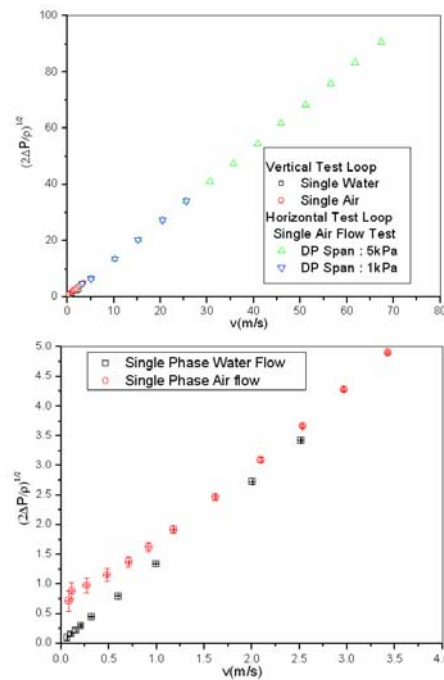 100
80
60
40
20
0
(2ΔP/ρ)^1/2
Vertical Test Loop
Single Water
Single Air
Horizontal Test Loop
Single Air Flow Test
DP Span : 5kPa
DP Span : 1kPa
0 10 20 30 40 50 60 70 80
v(m/s)
5.0
4.5
4.0
3.5
3.0
2.5
2.0
1.5
1.0
0.5
0.0
(2ΔP/ρ)^1/2
Single Phase Water Flow
Single Phase Air flow
0.0 0.5 1.0 1.5 2.0 2.5 3.0 3.5 4.0
v(m/s)